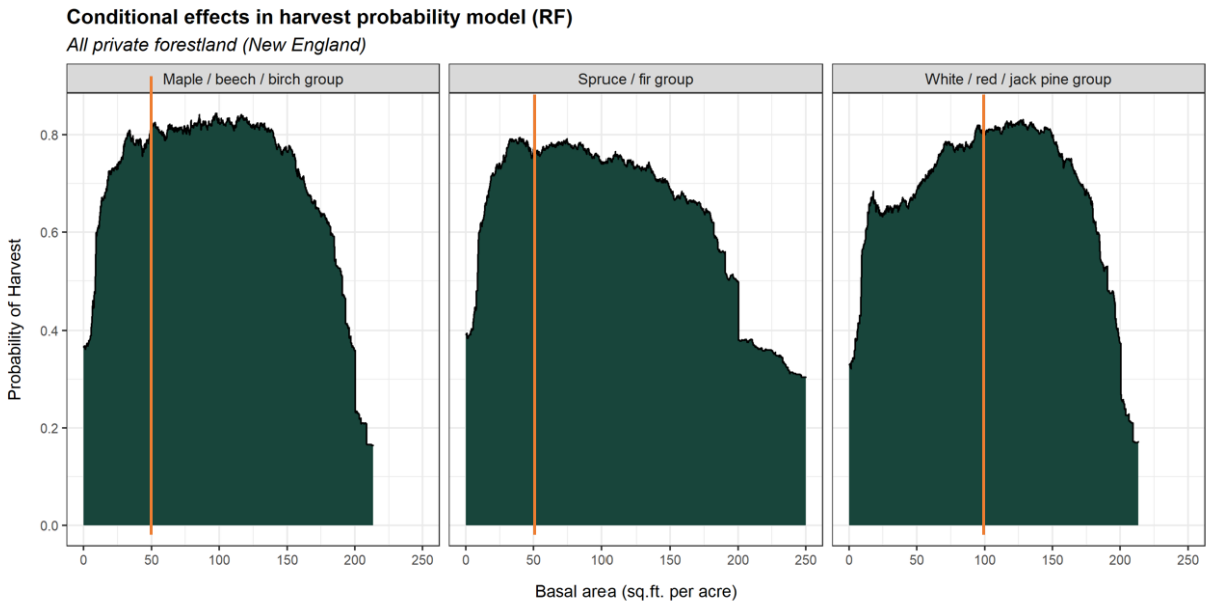 Conditional effects in harvest probability model (RF)
All private forestland (New England)
Maple / beech / birch group
Spruce / fir group
White / red / jack pine group
Probability of Harvest
0.8
0.6
0.4
0.2
0.0
0 50 100 150 200 250
0 50 100 150 200 250
0 50 100 150 200 250
Basal area (sq.ft. per acre)